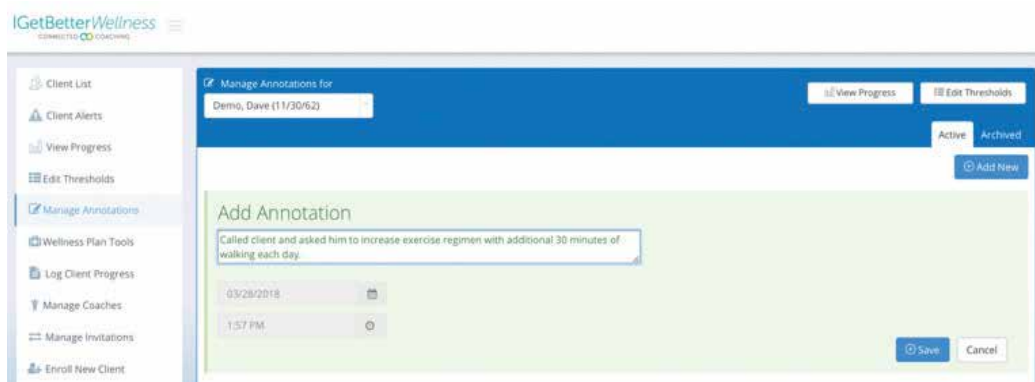 IGetBetterWellness
CONNECTED COACHING
Client List
Client Alerts
View Progress
Edit Thresholds
Manage Annotations
Wellness Plan Tools
Log Client Progress
Manage Coaches
Manage Invitations
Enroll New Client
Manage Annotations for
Demo, Dave (11/30/62)
View Progress
Edit Thresholds
Active Archived
Add New
Add Annotation
Called client and asked him to increase exercise regimen with additional 30 minutes of
walking each day.
03/28/2018
1:57 PM
Save Cancel